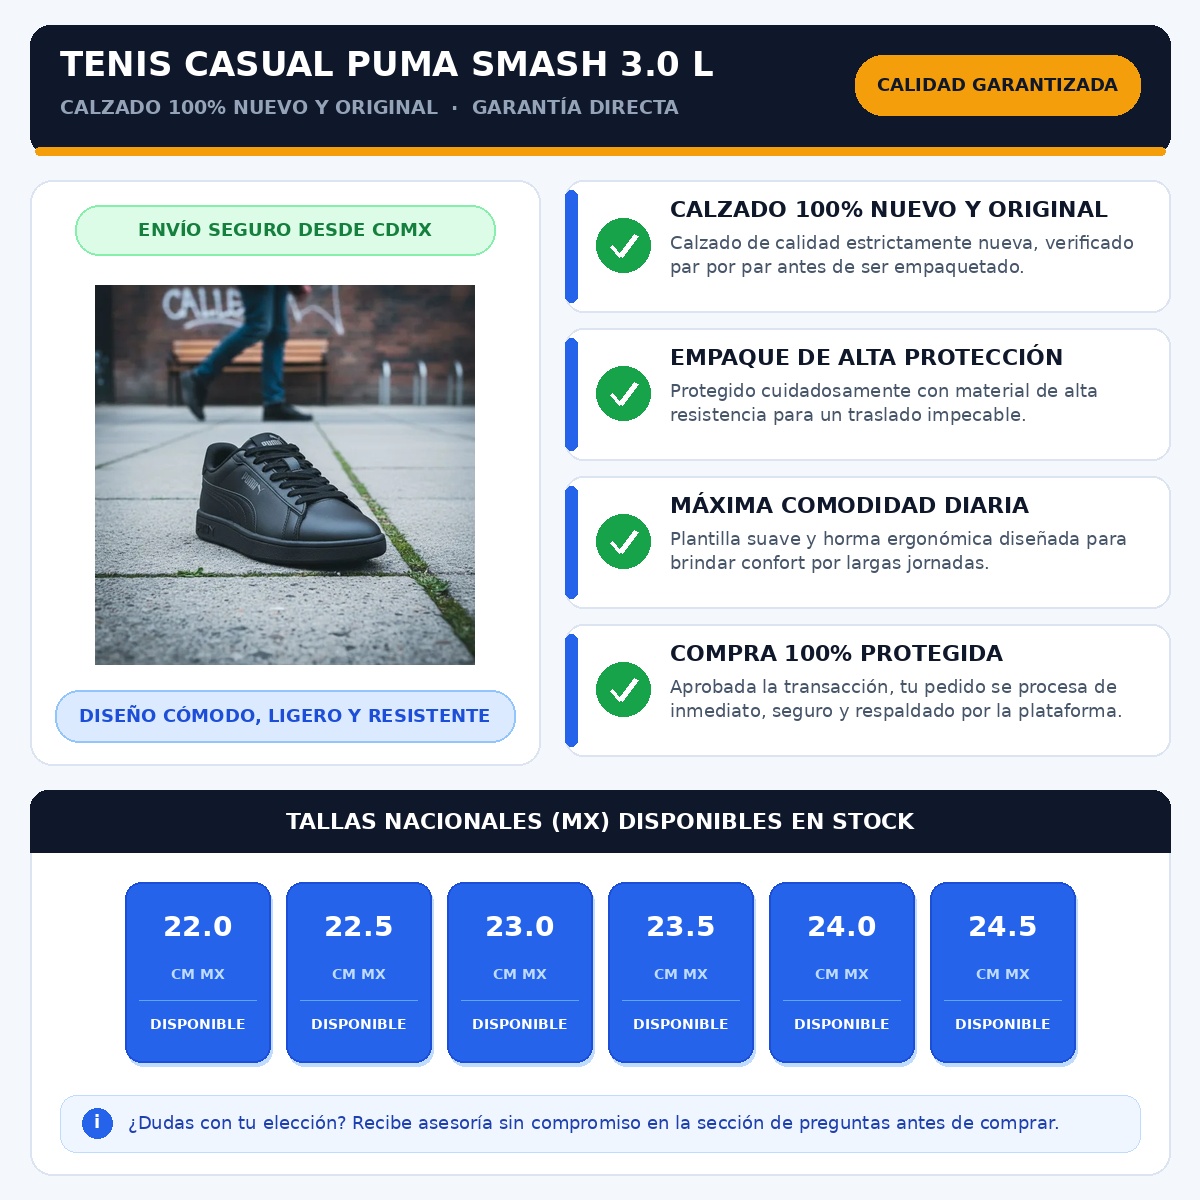 TENIS CASUAL PUMA SMASH 3.0 L
CALZADO 100% NUEVO Y ORIGINAL · GARANTÍA DIRECTA
CALIDAD GARANTIZADA
ENVÍO SEGURO DESDE CDMX
CALLE
PUMA
PUMA
DISEÑO CÓMODO, LIGERO Y RESISTENTE
CALZADO 100% NUEVO Y ORIGINAL
Calzado de calidad estrictamente nueva, verificado
par por par antes de ser empaquetado.
EMPAQUE DE ALTA PROTECCIÓN
Protegido cuidadosamente con material de alta
resistencia para un traslado impecable.
MÁXIMA COMODIDAD DIARIA
Plantilla suave y horma ergonómica diseñada para
brindar confort por largas jornadas.
COMPRA 100% PROTEGIDA
Aprobada la transacción, tu pedido se procesa de
inmediato, seguro y respaldado por la plataforma.
TALLAS NACIONALES (MX) DISPONIBLES EN STOCK
22.0
CM MX
DISPONIBLE
22.5
CM MX
DISPONIBLE
23.0
CM MX
DISPONIBLE
23.5
CM MX
DISPONIBLE
24.0
CM MX
DISPONIBLE
24.5
CM MX
DISPONIBLE
i ¿Dudas con tu elección? Recibe asesoría sin compromiso en la sección de preguntas antes de comprar.